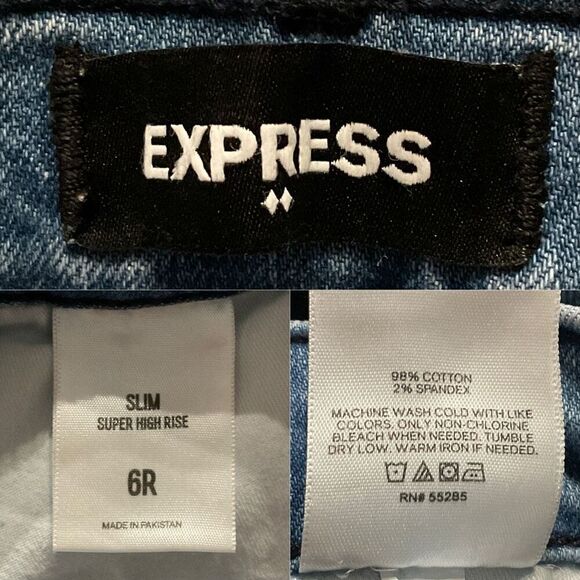 EXPRESS
SLIM
SUPER HIGH RISE
6R
MADE IN PAKISTAN
98% COTTON
2% SPANDEX
MACHINE WASH COLD WITH LIKE
COLORS. ONLY NON-CHLORINE
BLEACH WHEN NEEDED. TUMBLE
DRY LOW. WARM IRON IF NEEDED.
RN# 55285